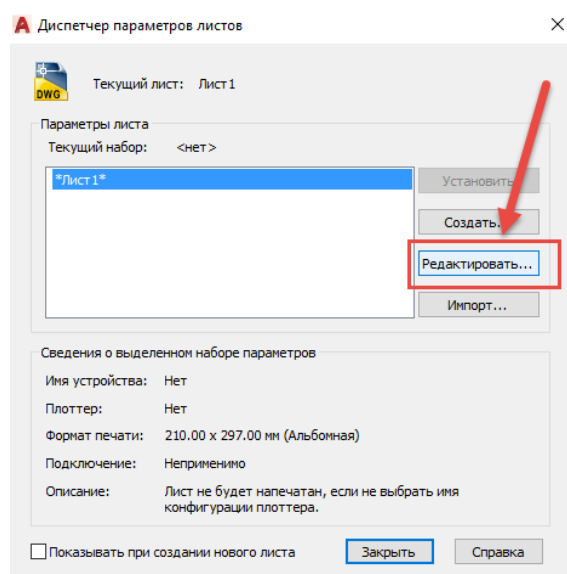 Диспетчер параметров листов
DWG
Текущий лист: Лист1
Параметры листа
Текущий набор: <нет>
*Лист1*
Установить
Создать...
Редактировать...
Импорт...
Сведения о выделенном наборе параметров
Имя устройства: Нет
Плоттер: Нет
Формат печати: 210.00 x 297.00 мм (Альбомная)
Подключение: Неприменимо
Описание: Лист не будет напечатан, если не выбрать имя
конфигурации плоттера.
Показывать при создании нового листа
Закрыть
Справка